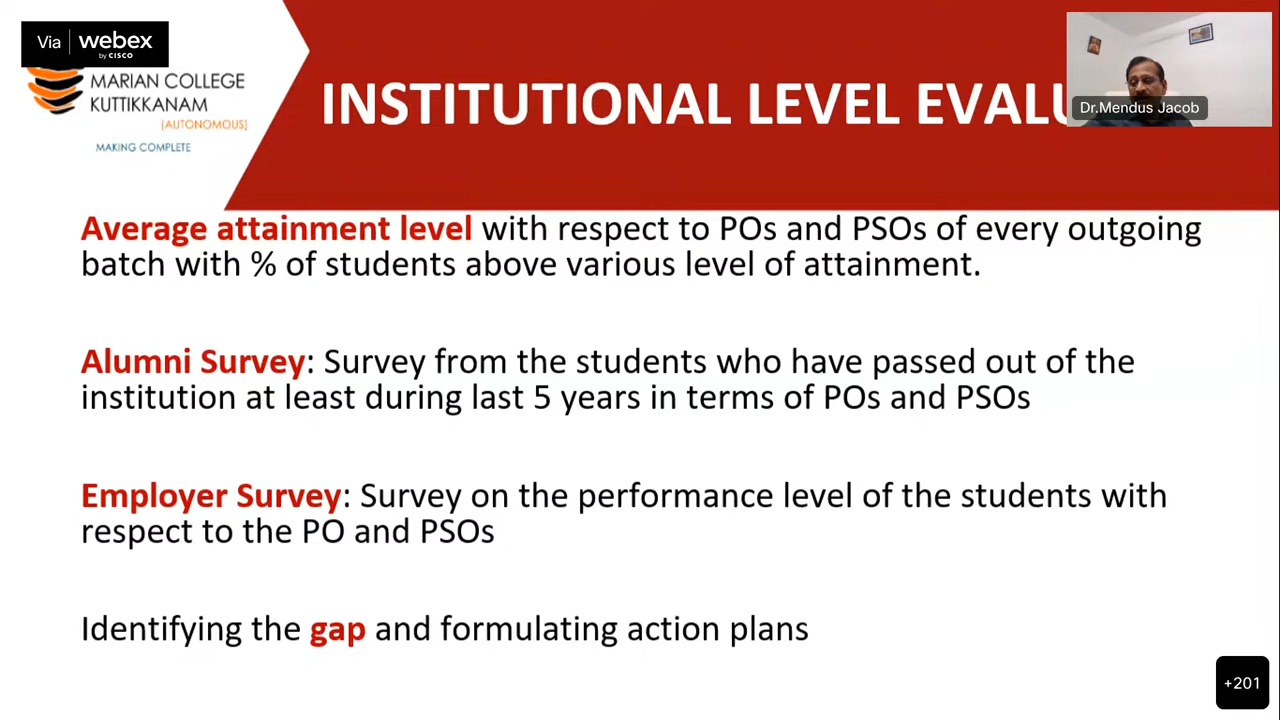 Via webex
by CISCO
MARIAN COLLEGE
KUTTIKKANAM
(AUTONOMOUS)
MAKING COMPLETE
INSTITUTIONAL LEVEL EVALU
Dr.Mendus Jacob
Average attainment level with respect to POs and PSOs of every outgoing
batch with % of students above various level of attainment.
Alumni Survey: Survey from the students who have passed out of the
institution at least during last 5 years in terms of POs and PSOs
Employer Survey: Survey on the performance level of the students with
respect to the PO and PSOs
Identifying the gap and formulating action plans
+201